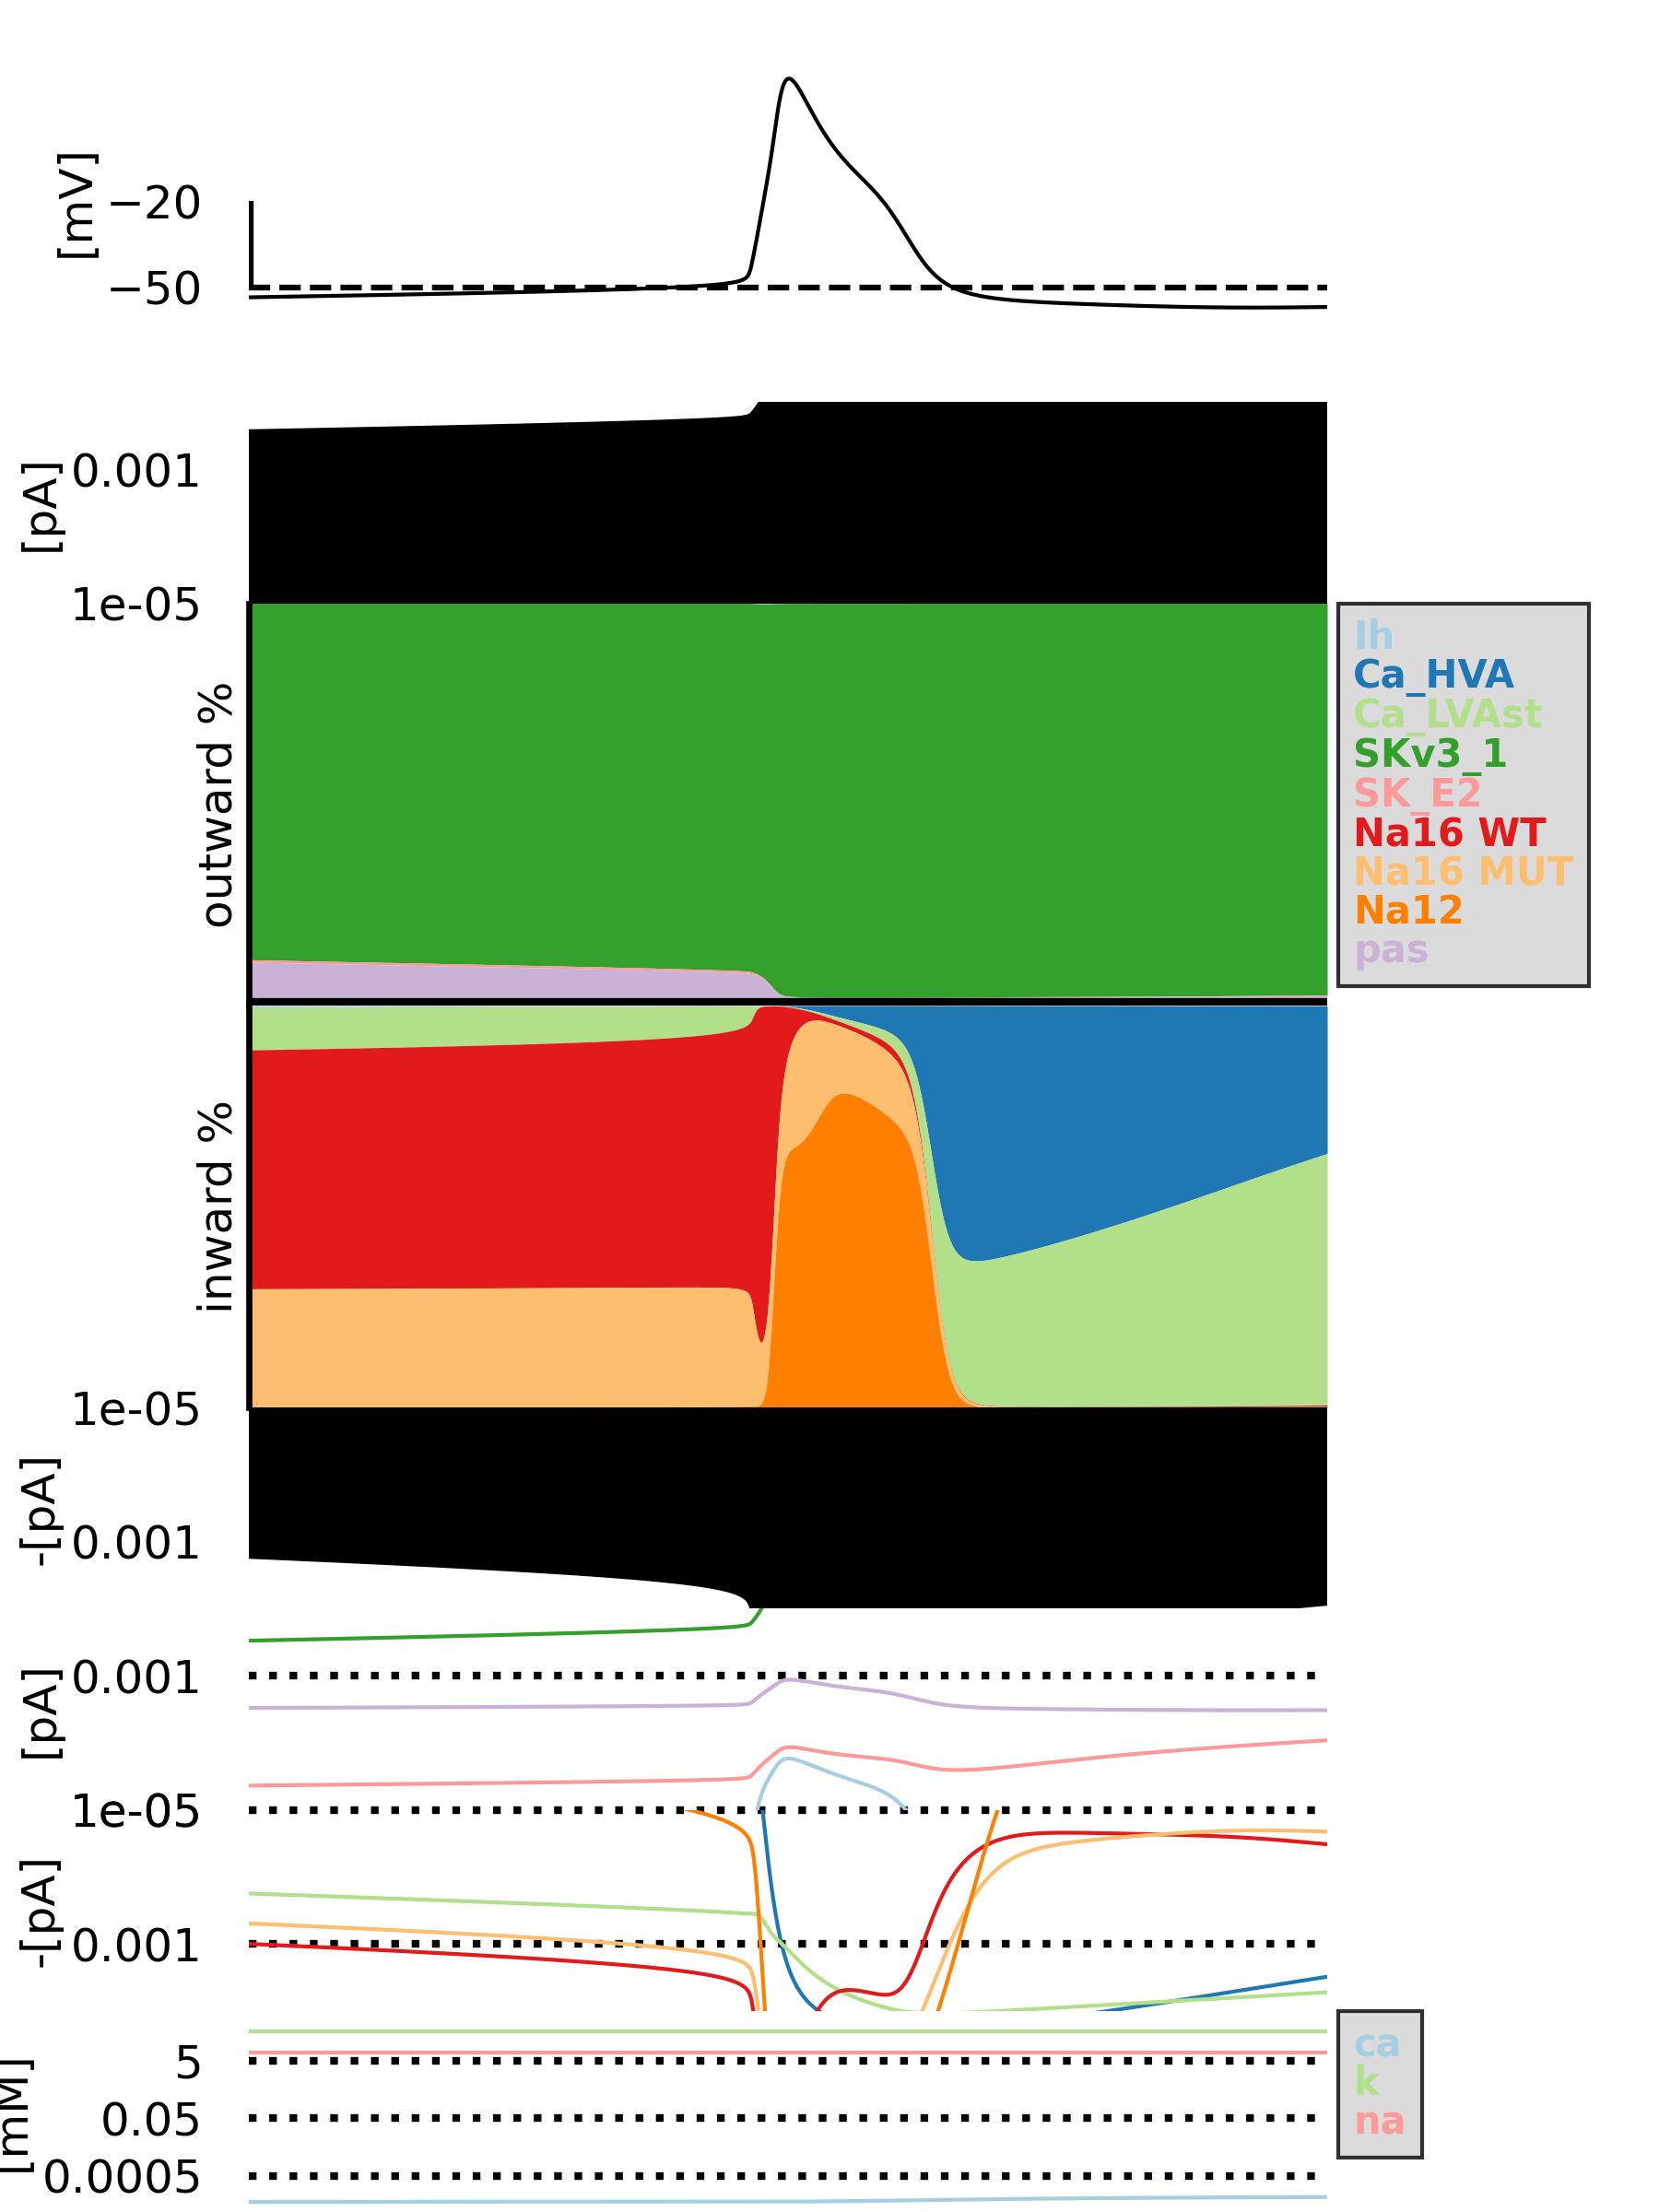 [mV]
−20
−50
[pA]
0.001
1e-05
outward %
Ih
Ca_HVA
Ca_LVAst
SKv3_1
SK_E2
Na16 WT
Na16 MUT
Na12
pas
inward %
1e-05
-[pA]
0.001
[pA]
0.001
1e-05
-[pA]
0.001
[mM]
5
0.05
0.0005
ca
k
na